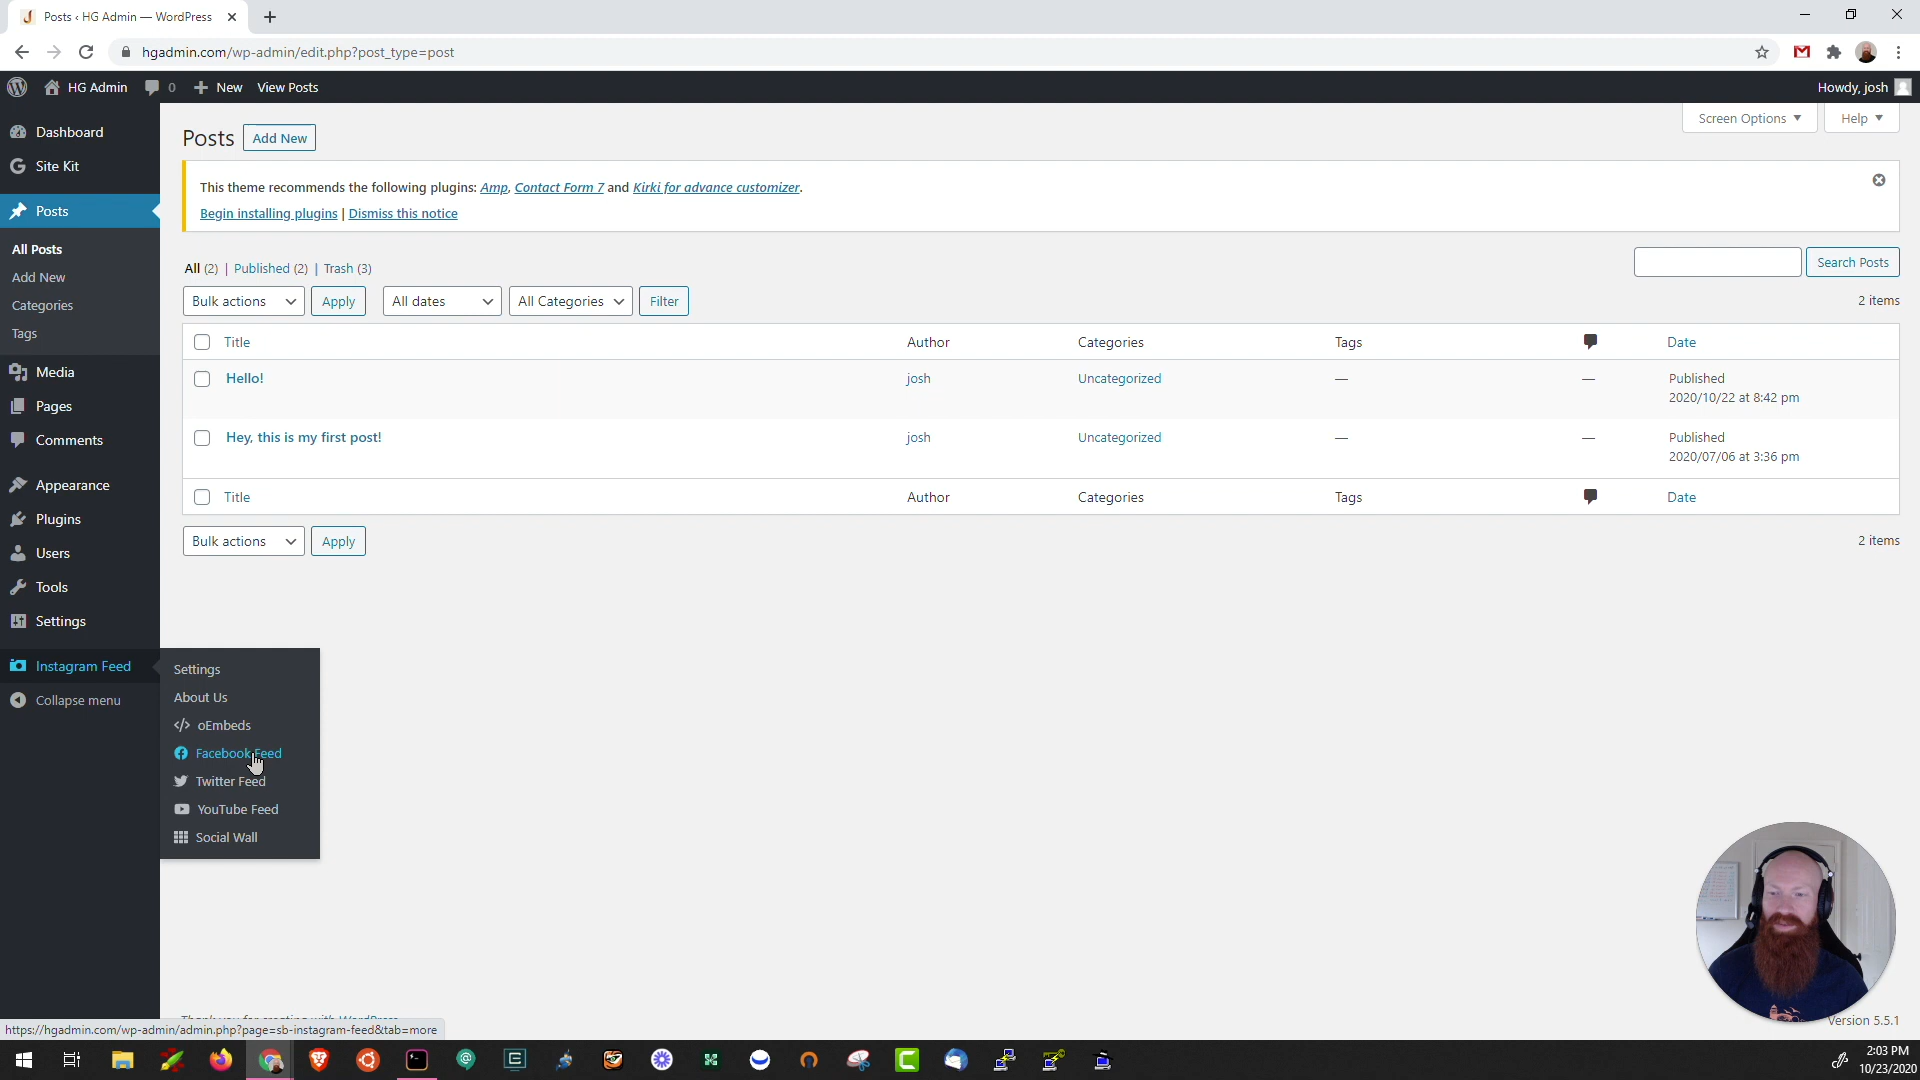 Posts ‹ HG Admin — WordPress
hgadmin.com/wp-admin/edit.php?post_type=post
HG Admin 0 New View Posts Howdy, josh
Screen Options Help
Dashboard
Site Kit
Posts
All Posts
Add New
Categories
Tags
Media
Pages
Comments
Appearance
Plugins
Users
Tools
Settings
Instagram Feed
Collapse menu
Settings
About Us
oEmbeds
Facebook Feed
Twitter Feed
YouTube Feed
Social Wall
Posts Add New
This theme recommends the following plugins: Amp, Contact Form 7 and Kirki for advance customizer.
Begin installing plugins | Dismiss this notice
All (2) | Published (2) | Trash (3)
Search Posts
Bulk actions Apply All dates All Categories Filter 2 items
Title Author Categories Tags Date
Hello! josh Uncategorized — — Published
2020/10/22 at 8:42 pm
Hey, this is my first post! josh Uncategorized — — Published
2020/07/06 at 3:36 pm
Title Author Categories Tags Date
Bulk actions Apply 2 items
Thank you for creating with WordPress
Version 5.5.1
https://hgadmin.com/wp-admin/admin.php?page=sb-instagram-feed&tab=more
2:03 PM
10/23/2020